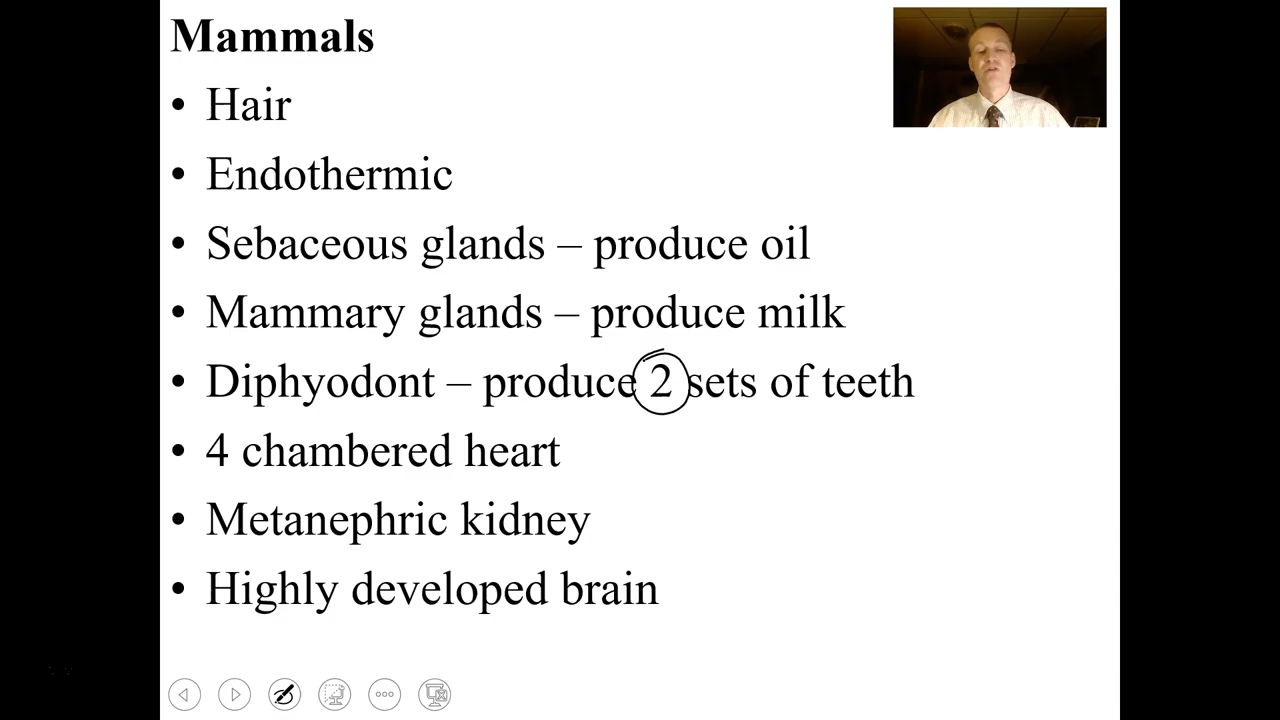 Mammals
• Hair
• Endothermic
• Sebaceous glands – produce oil
• Mammary glands – produce milk
• Diphyodont – produce 2 sets of teeth
• 4 chambered heart
• Metanephric kidney
• Highly developed brain